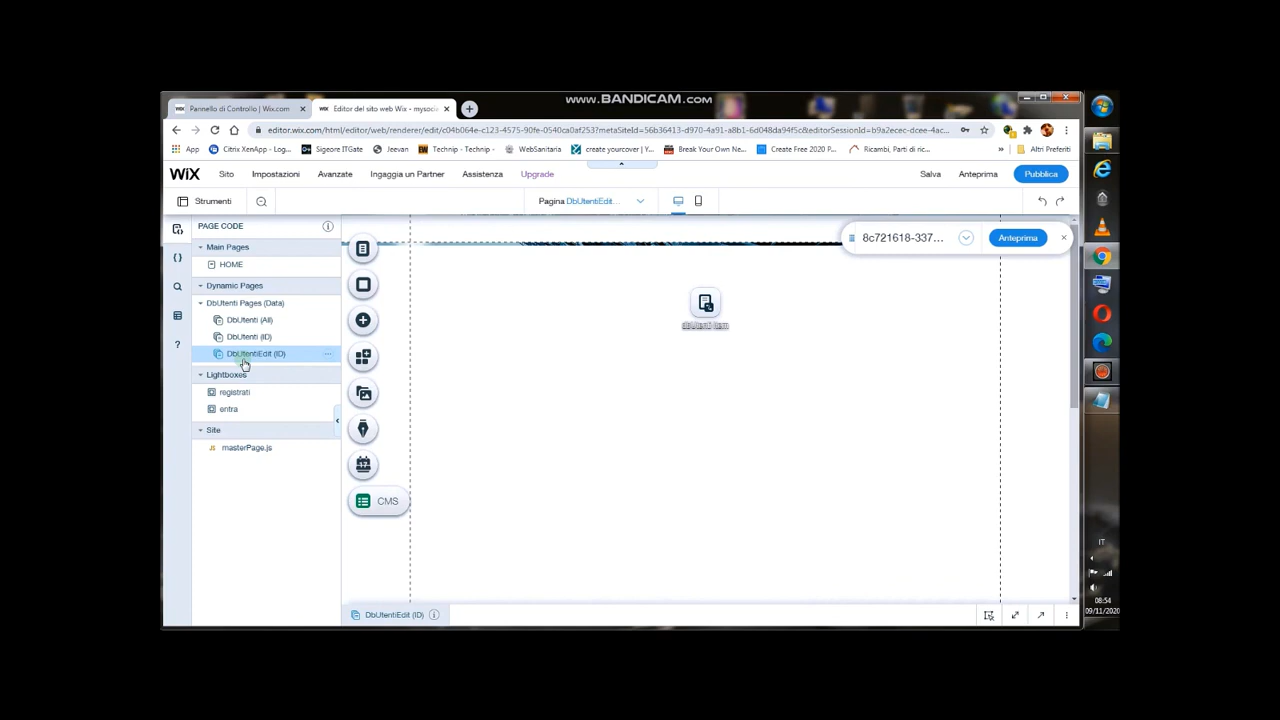 www.BANDICAM.com
Pannello di Controllo | Wix.com
Editor del sito web Wix - mysocie
editor.wix.com/html/editor/web/renderer/edit/c04b064e-c123-4575-90fe-0540ca0af253?metaSiteId=56b36413-d970-4a91-a8b1-6d048da94f5c&editorSessionId=b9a2ecec-dcee-4ac...
App
Citrix XenApp - Log...
Sigeore ITGate
Jeevan
Technip - Technip -...
WebSanitaria
create yourcover | Y...
Break Your Own Ne...
Create Free 2020 P...
Ricambi, Parti di ric...
»
Altri Preferiti
WiX
Sito
Impostazioni
Avanzate
Ingaggia un Partner
Assistenza
Upgrade
Salva
Anteprima
Pubblica
Strumenti
Pagina DbUtentiEdit...
PAGE CODE
Main Pages
HOME
Dynamic Pages
DbUtenti Pages (Data)
DbUtenti (All)
DbUtenti (ID)
DbUtentiEdit (ID)
Lightboxes
registrati
entra
Site
JS masterPage.js
8c721618-337...
Anteprima
dbUtenti Item
CMS
DbUtentiEdit (ID)
IT
08:54
09/11/2020